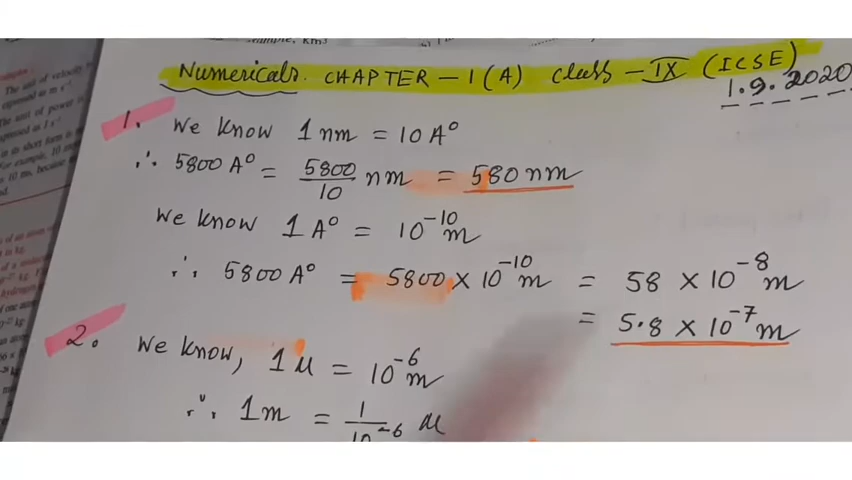 Numericals. CHAPTER – 1 (A) Class – IX (ICSE)
1.9.2020
1. We know 1 nm = 10 A°
∴ 5800 A° = 5800/10 nm = 580 nm
We know 1 A° = 10⁻¹⁰ m
∴ 5800 A° = 5800 × 10⁻¹⁰ m = 58 × 10⁻⁸ m
= 5.8 × 10⁻⁷ m
2. We know, 1 μ = 10⁻⁶ m
∴ 1m = 1/10⁻⁶ μ